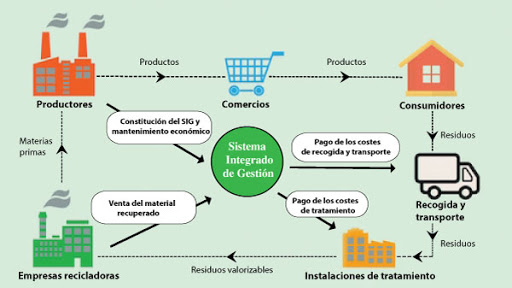 Productos
Productos
Productores
Comercios
Consumidores
Constitución del SIG y
mantenimiento económico
Sistema
Integrado
de Gestión
Pago de los costes
de recogida y transporte
Residuos
Materias
primas
Venta del material
recuperado
Pago de los costes
de tratamiento
Recogida y
transporte
Residuos
Empresas recicladoras
Residuos valorizables
Instalaciones de tratamiento